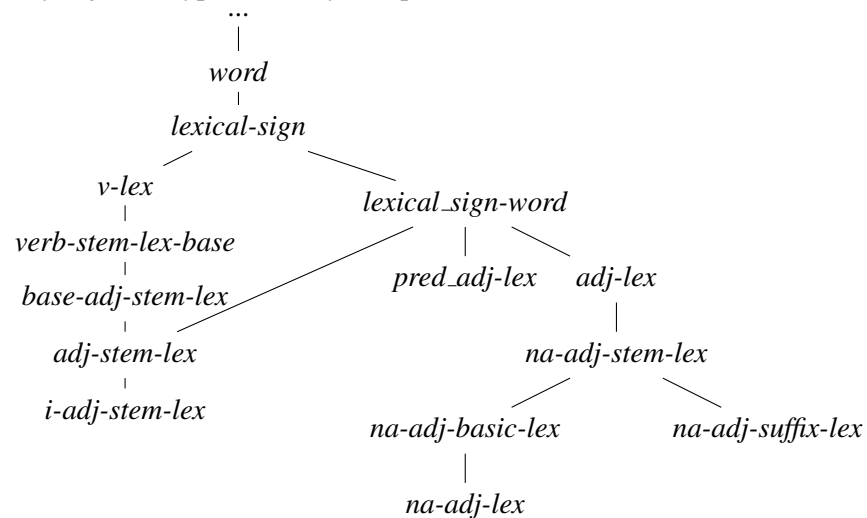 ...
word
lexical-sign
v-lex
lexical_sign-word
verb-stem-lex-base
base-adj-stem-lex
pred_adj-lex adj-lex
adj-stem-lex
na-adj-stem-lex
i-adj-stem-lex
na-adj-basic-lex na-adj-suffix-lex
na-adj-lex